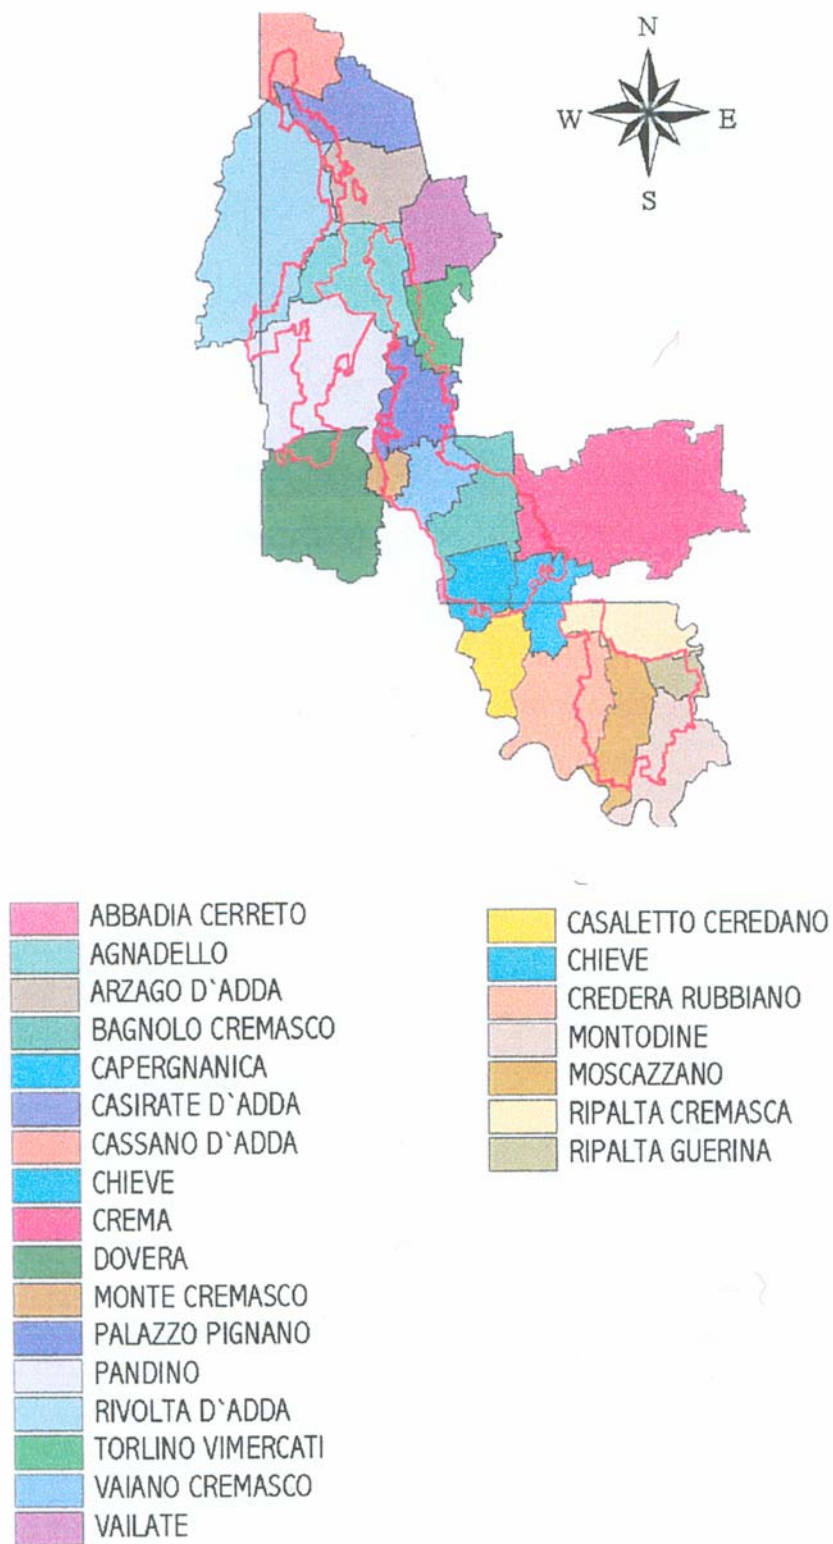 N
W E
S
ABBADIA CERRETO
AGNADELLO
ARZAGO D`ADDA
BAGNOLO CREMASCO
CAPERGNANICA
CASIRATE D`ADDA
CASSANO D`ADDA
CHIEVE
CREMA
DOVERA
MONTE CREMASCO
PALAZZO PIGNANO
PANDINO
RIVOLTA D`ADDA
TORLINO VIMERCATI
VAIANO CREMASCO
VAILATE
CASALETTO CEREDANO
CHIEVE
CREDERA RUBBIANO
MONTODINE
MOSCAZZANO
RIPALTA CREMASCA
RIPALTA GUERINA